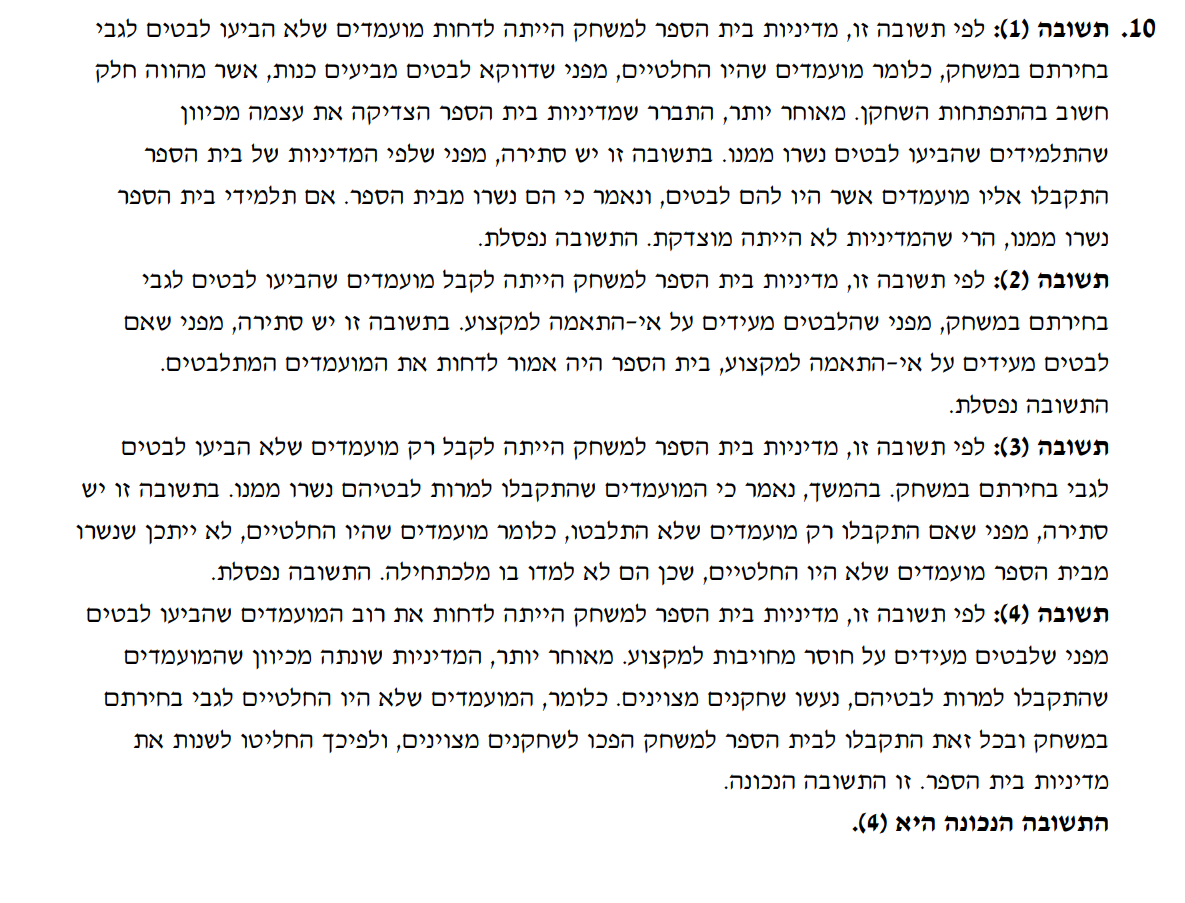 10. תשובה (1): לפי תשובה זו, מדיניות בית הספר למשחק הייתה לדחות מועמדים שלא הביעו לבטים לגבי
בחירתם במשחק, כלומר מועמדים שהיו החלטיים, מפני שדווקא לבטים מביעים כנות, אשר מהווה חלק
חשוב בהתפתחות השחקן. מאוחר יותר, התברר שמדיניות בית הספר הצדיקה את עצמה מכיוון
שהתלמידים שהביעו לבטים נשרו ממנו. בתשובה זו יש סתירה, מפני שלפי המדיניות של בית הספר
התקבלו אליו מועמדים אשר היו להם לבטים, ונאמר כי הם נשרו מבית הספר. אם תלמידי בית הספר
נשרו ממנו, הרי שהמדיניות לא הייתה מוצדקת. התשובה נפסלת.
תשובה (2): לפי תשובה זו, מדיניות בית הספר למשחק הייתה לקבל מועמדים שהביעו לבטים לגבי
בחירתם במשחק, מפני שהלבטים מעידים על אי-התאמה למקצוע. בתשובה זו יש סתירה, מפני שאם
לבטים מעידים על אי-התאמה למקצוע, בית הספר היה אמור לדחות את המועמדים המתלבטים.
התשובה נפסלת.
תשובה (3): לפי תשובה זו, מדיניות בית הספר למשחק הייתה לקבל רק מועמדים שלא הביעו לבטים
לגבי בחירתם במשחק. בהמשך, נאמר כי המועמדים שהתקבלו למרות לבטיהם נשרו ממנו. בתשובה זו יש
סתירה, מפני שאם התקבלו רק מועמדים שלא התלבטו, כלומר מועמדים שהיו החלטיים, לא ייתכן שנשרו
מבית הספר מועמדים שלא היו החלטיים, שכן הם לא למדו בו מלכתחילה. התשובה נפסלת.
תשובה (4): לפי תשובה זו, מדיניות בית הספר למשחק הייתה לדחות את רוב המועמדים שהביעו לבטים
מפני שלבטים מעידים על חוסר מחויבות למקצוע. מאוחר יותר, המדיניות שונתה מכיוון שהמועמדים
שהתקבלו למרות לבטיהם, נעשו שחקנים מצוינים. כלומר, המועמדים שלא היו החלטיים לגבי בחירתם
במשחק ובכל זאת התקבלו לבית הספר למשחק הפכו לשחקנים מצוינים, ולפיכך החליטו לשנות את
מדיניות בית הספר. זו התשובה הנכונה.
התשובה הנכונה היא (4).